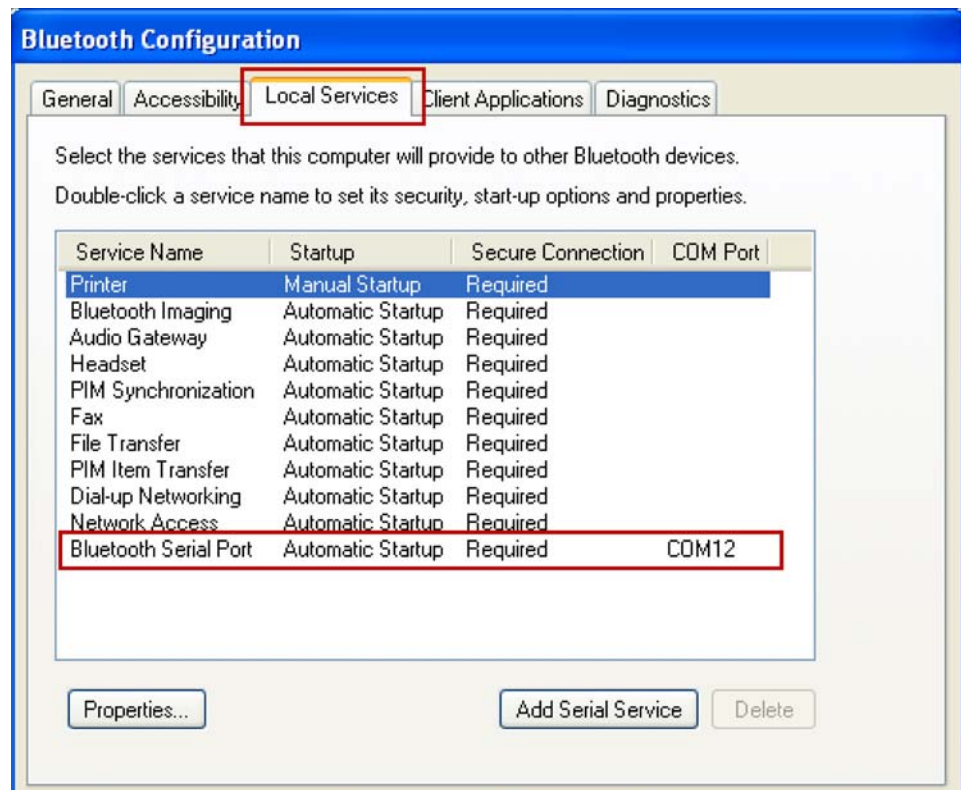 Bluetooth Configuration
General Accessibility Local Services Client Applications Diagnostics
Select the services that this computer will provide to other Bluetooth devices.
Double-click a service name to set its security, start-up options and properties.
Service Name Startup Secure Connection COM Port
Printer Manual Startup Required
Bluetooth Imaging Automatic Startup Required
Audio Gateway Automatic Startup Required
Headset Automatic Startup Required
PIM Synchronization Automatic Startup Required
Fax Automatic Startup Required
File Transfer Automatic Startup Required
PIM Item Transfer Automatic Startup Required
Dial-up Networking Automatic Startup Required
Network Access Automatic Startup Required
Bluetooth Serial Port Automatic Startup Required COM12
Properties... Add Serial Service Delete